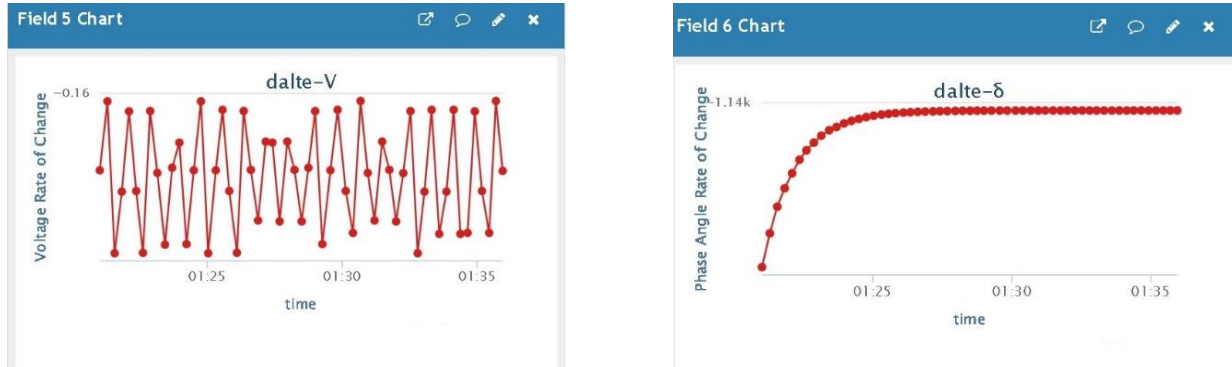 Field 5 Chart
dalte-V
-0.16
Voltage Rate of Change
01:25
01:30
01:35
time
Field 6 Chart
dalte-δ
-1.14k
Phase Angle Rate of Change
01:25
01:30
01:35
time